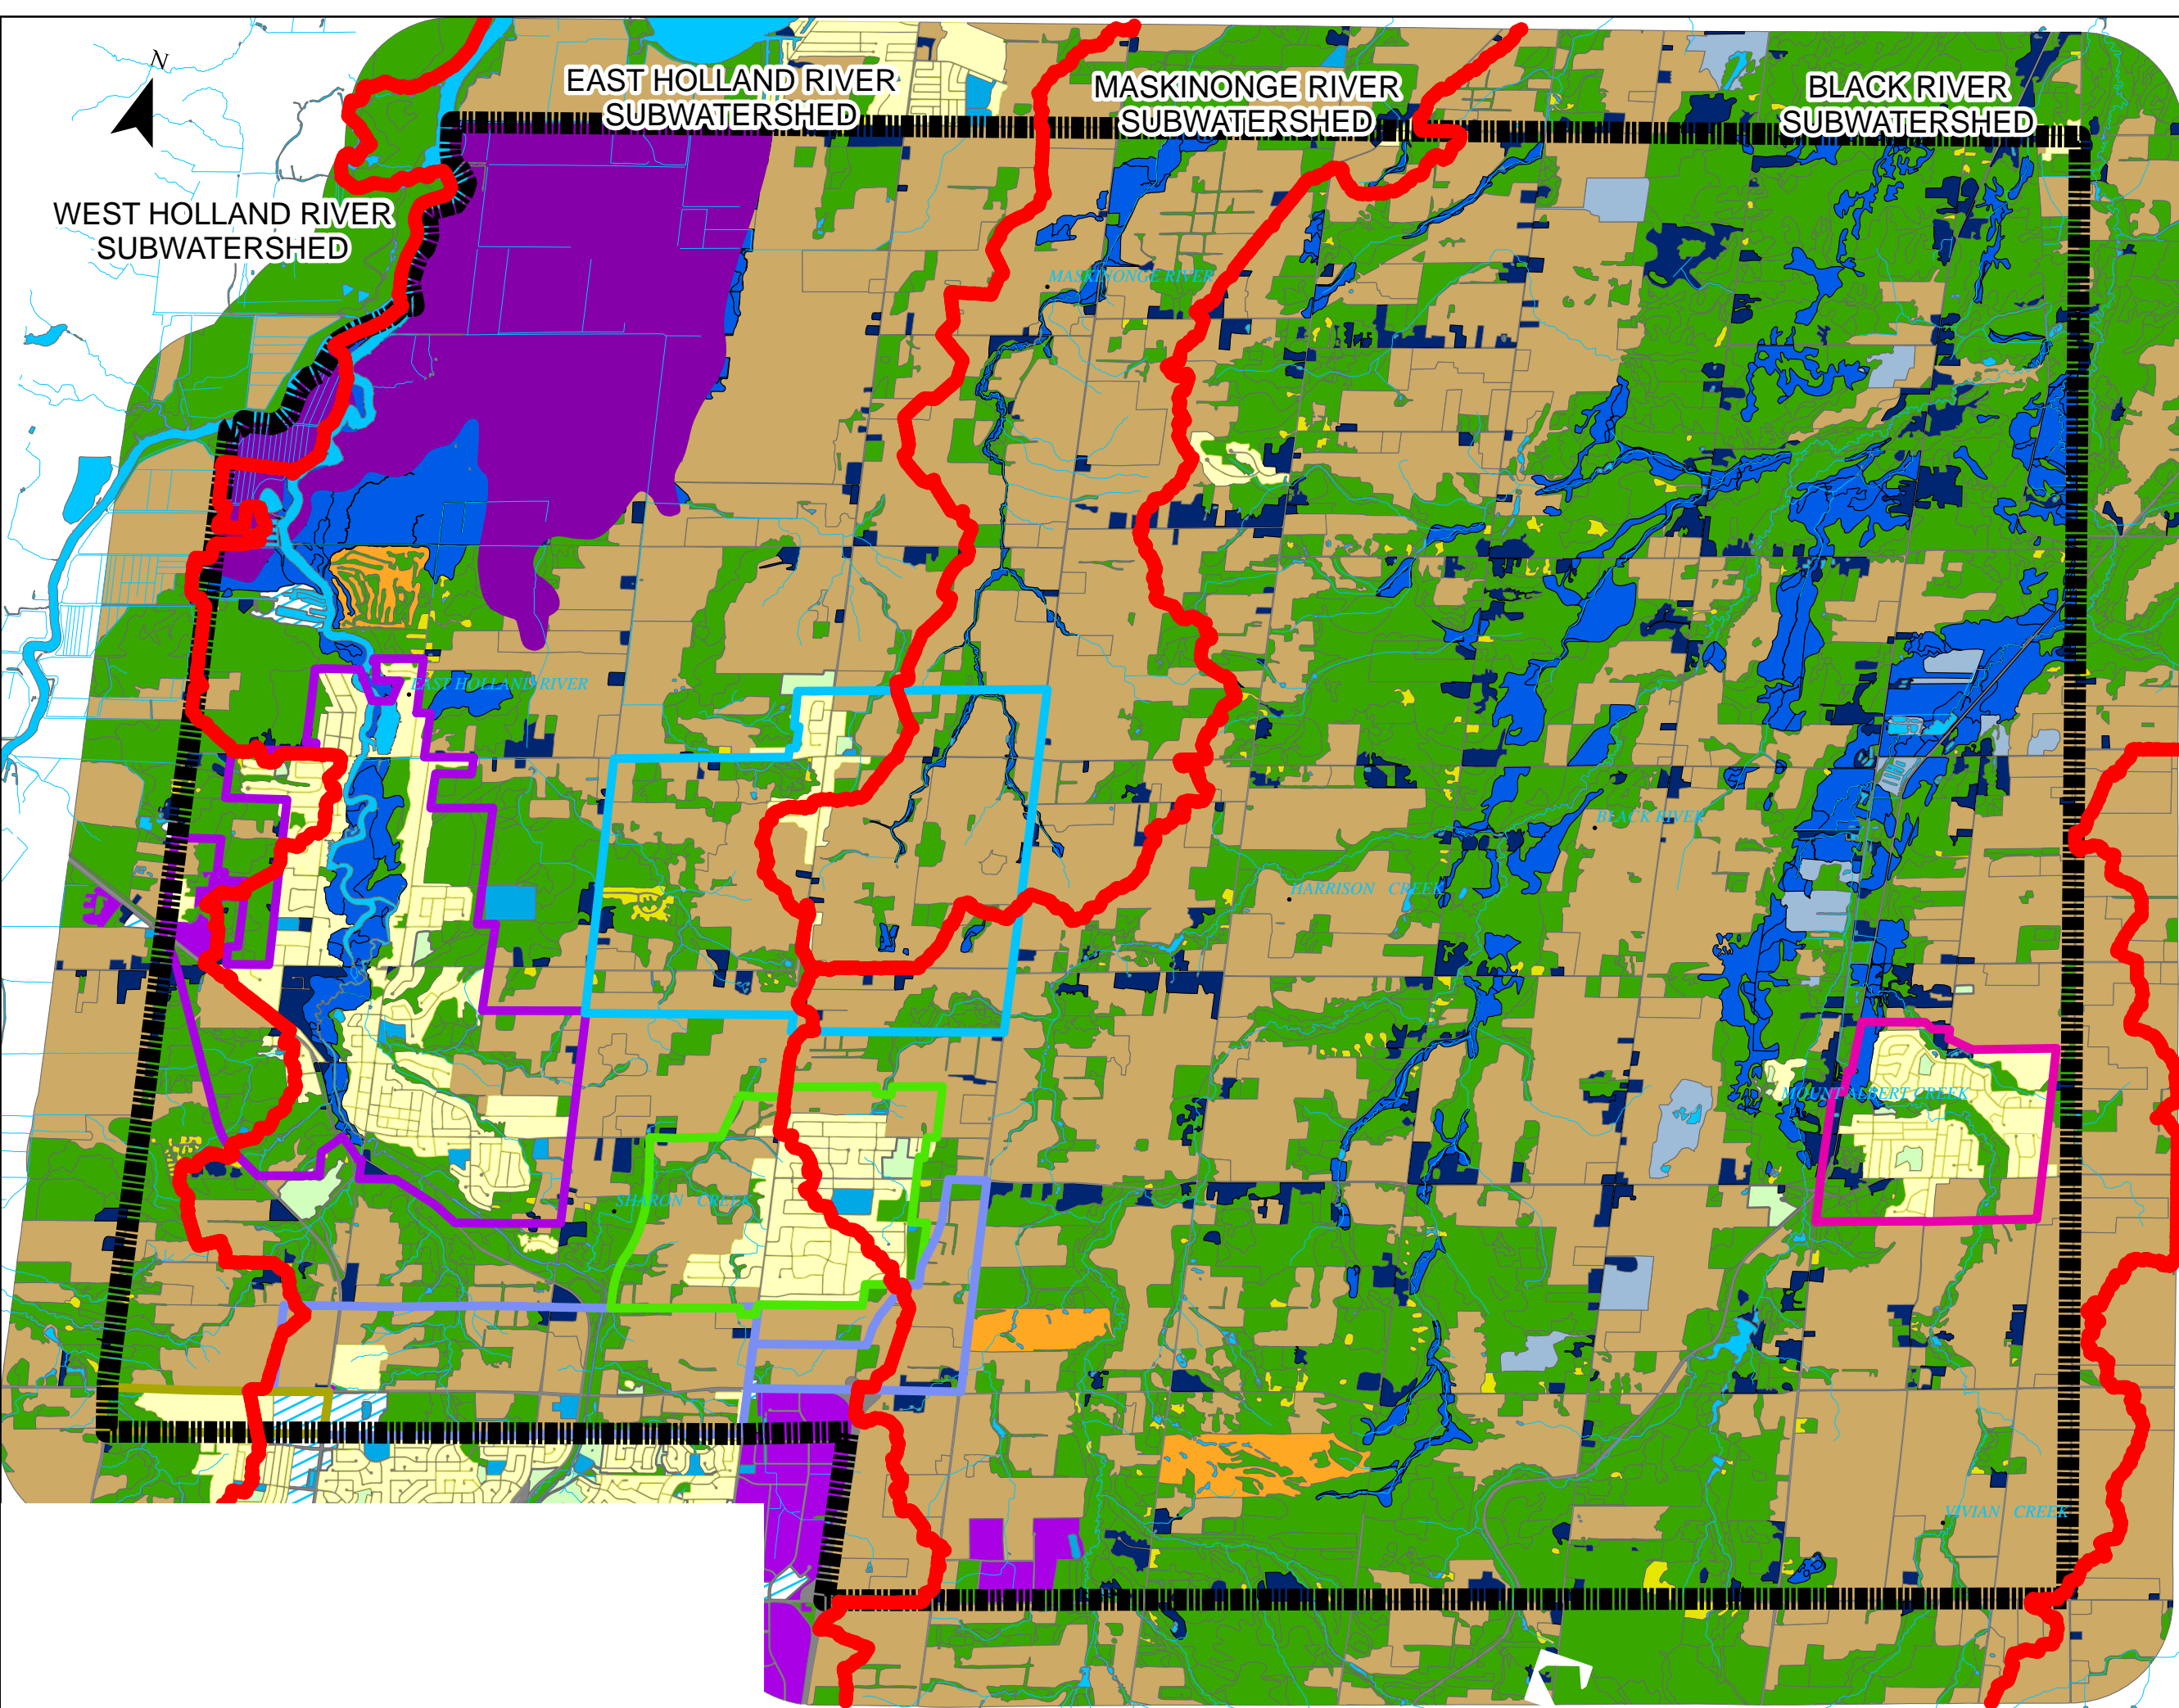 N
EAST HOLLAND RIVER
SUBWATERSHED
MASKINONGE RIVER
SUBWATERSHED
BLACK RIVER
SUBWATERSHED
WEST HOLLAND RIVER
SUBWATERSHED
MASKINONGE RIVER
EAST HOLLAND RIVER
BLACK RIVER
HARRISON CREEK
MOUNT ALBERT CREEK
SHARON CREEK
VIVIAN CREEK